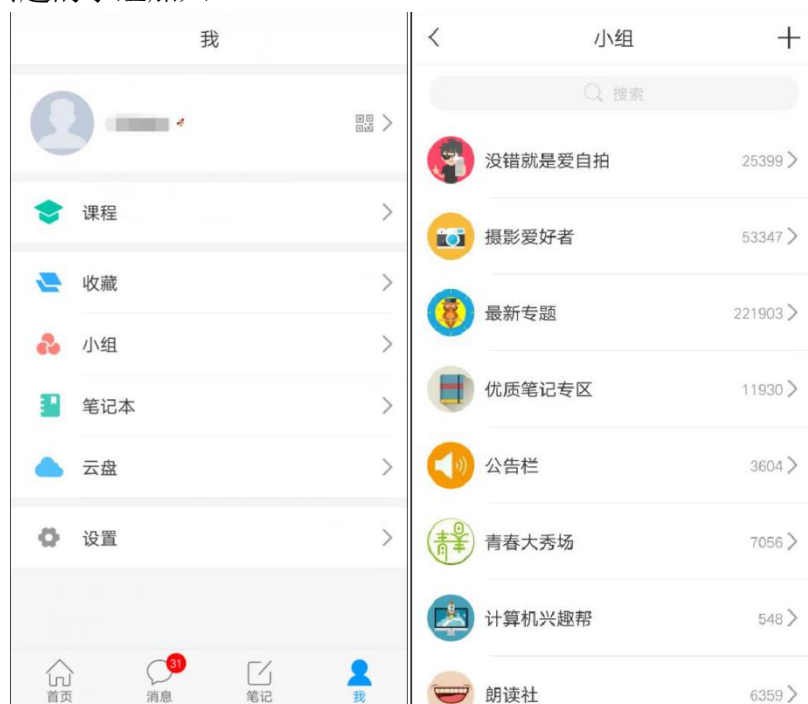 我
课程
收藏
小组
笔记本
云盘
设置
首页
31
消息
笔记
我
小组
搜索
没错就是爱自拍 25399
摄影爱好者 53347
最新专题 221903
优质笔记专区 11930
公告栏 3604
青春大秀场 7056
计算机兴趣帮 548
朗读社 6359